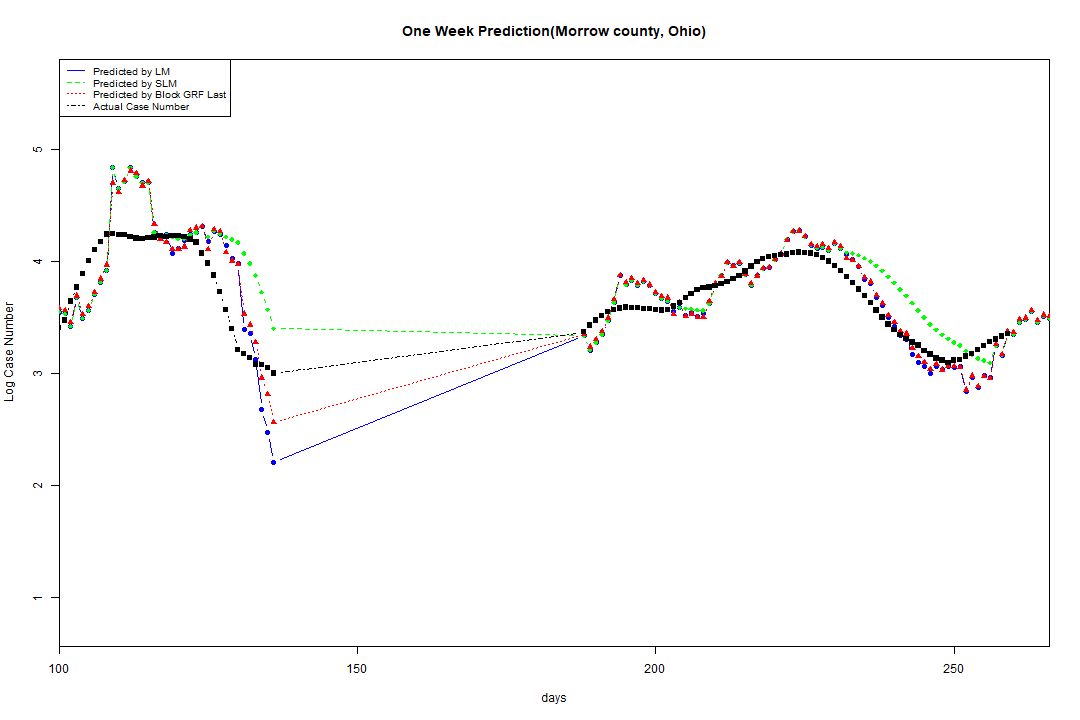 One Week Prediction(Morrow county, Ohio)
Predicted by LM
Predicted by SLM
Predicted by Block GRF Last
Actual Case Number
5
4
3
2
1
Log Case Number
100 150 200 250
days